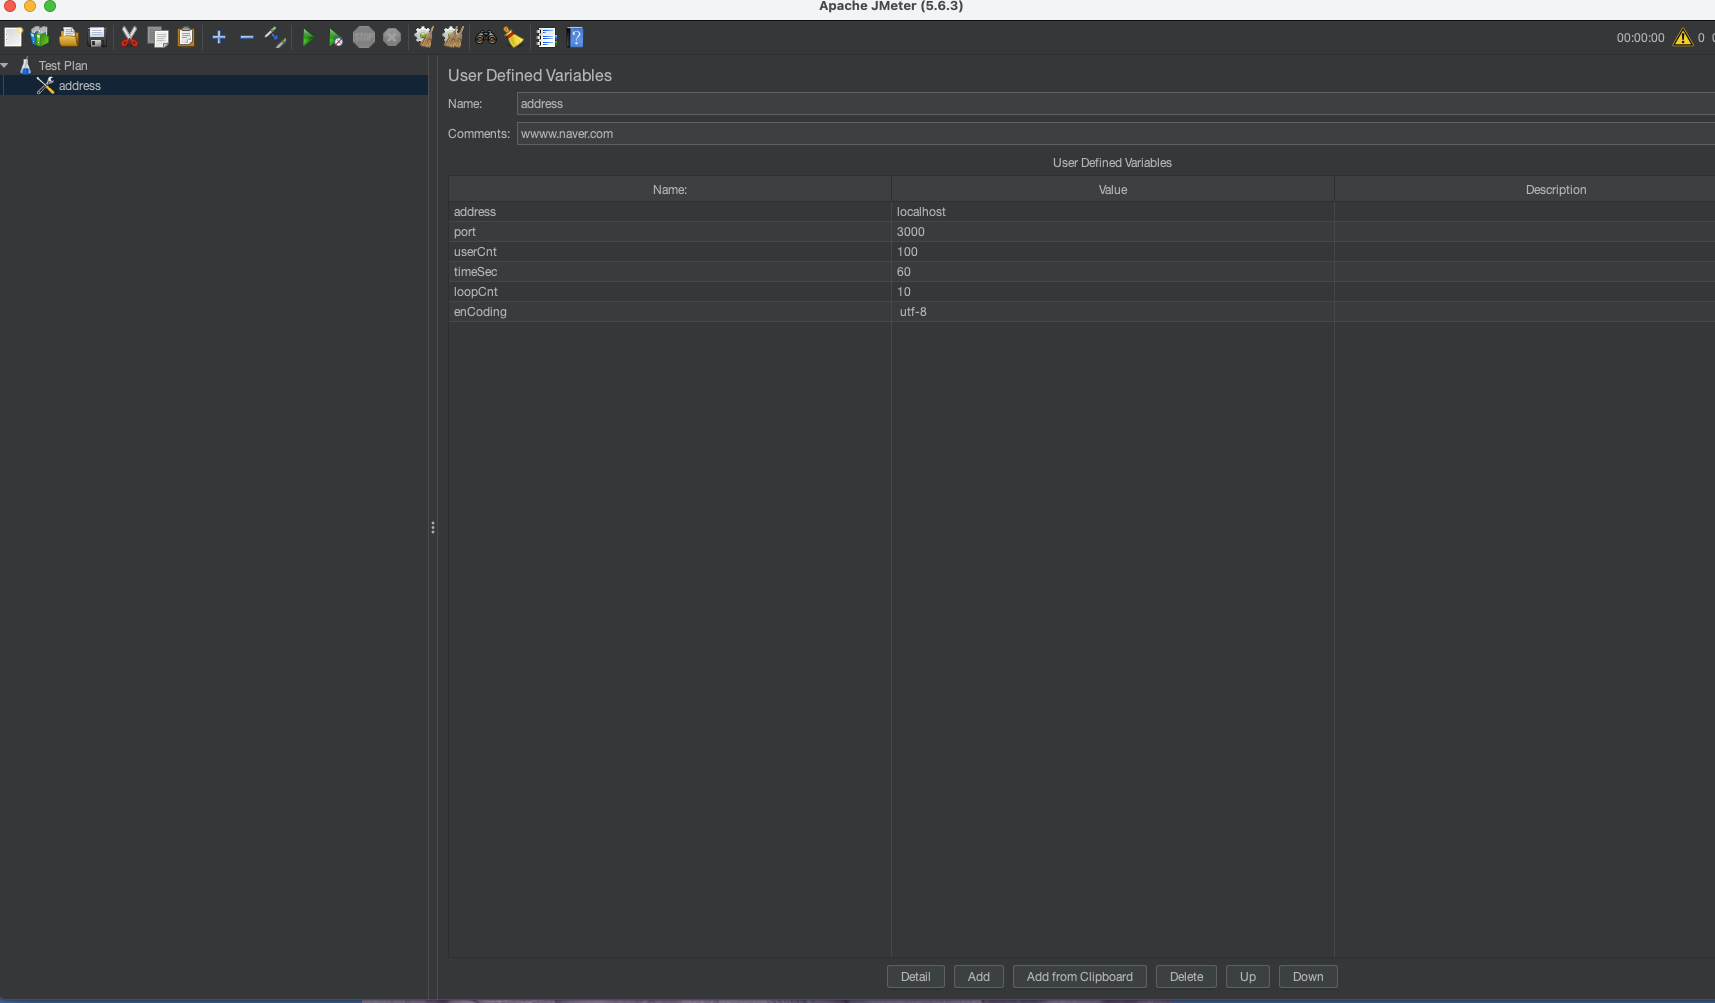 Apache JMeter (5.6.3)
00:00:00 0
Test Plan
address
User Defined Variables
Name: address
Comments: wwww.naver.com
User Defined Variables
Name: Value Description
address localhost
port 3000
userCnt 100
timeSec 60
loopCnt 10
enCoding utf-8
Detail Add Add from Clipboard Delete Up Down